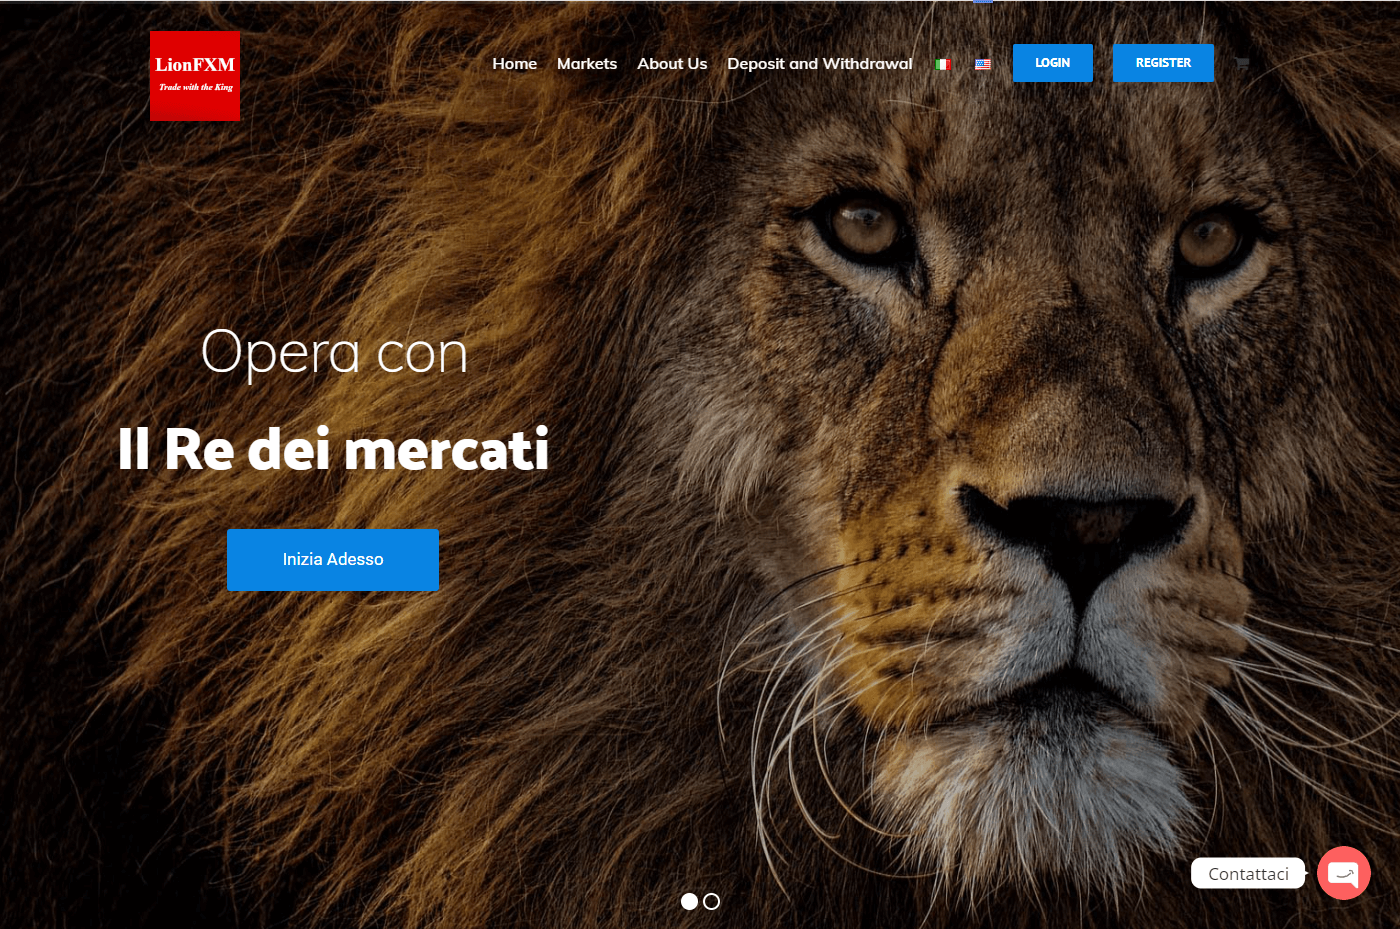 LionFXM
Trade with the King
Home Markets About Us Deposit and Withdrawal LOGIN REGISTER
Opera con
Il Re dei mercati
Inizia Adesso
Contattaci